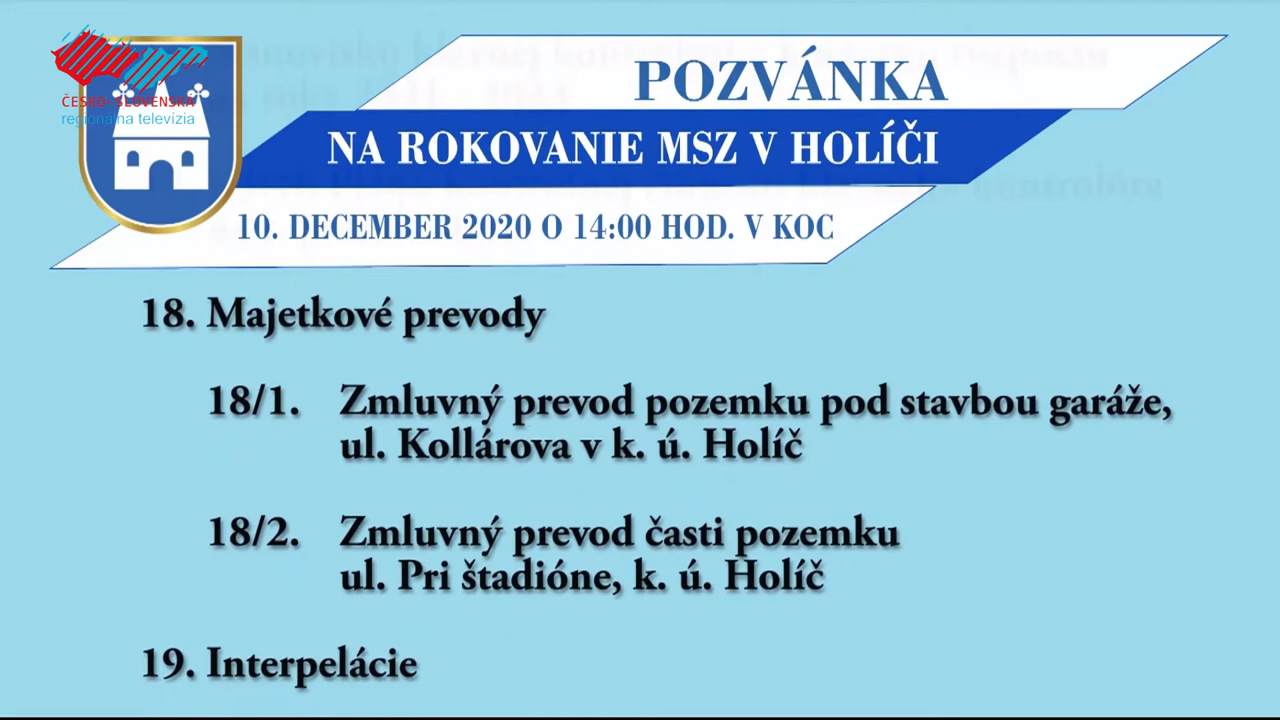 ČESKO-SLOVENSKÁ
regionálna televízia
POZVÁNKA
NA ROKOVANIE MSZ V HOLÍČI
10. DECEMBER 2020 O 14:00 HOD. V KOC
18. Majetkové prevody
18/1. Zmluvný prevod pozemku pod stavbou garáže,
ul. Kollárova v k. ú. Holíč
18/2. Zmluvný prevod časti pozemku
ul. Pri štadióne, k. ú. Holíč
19. Interpelácie